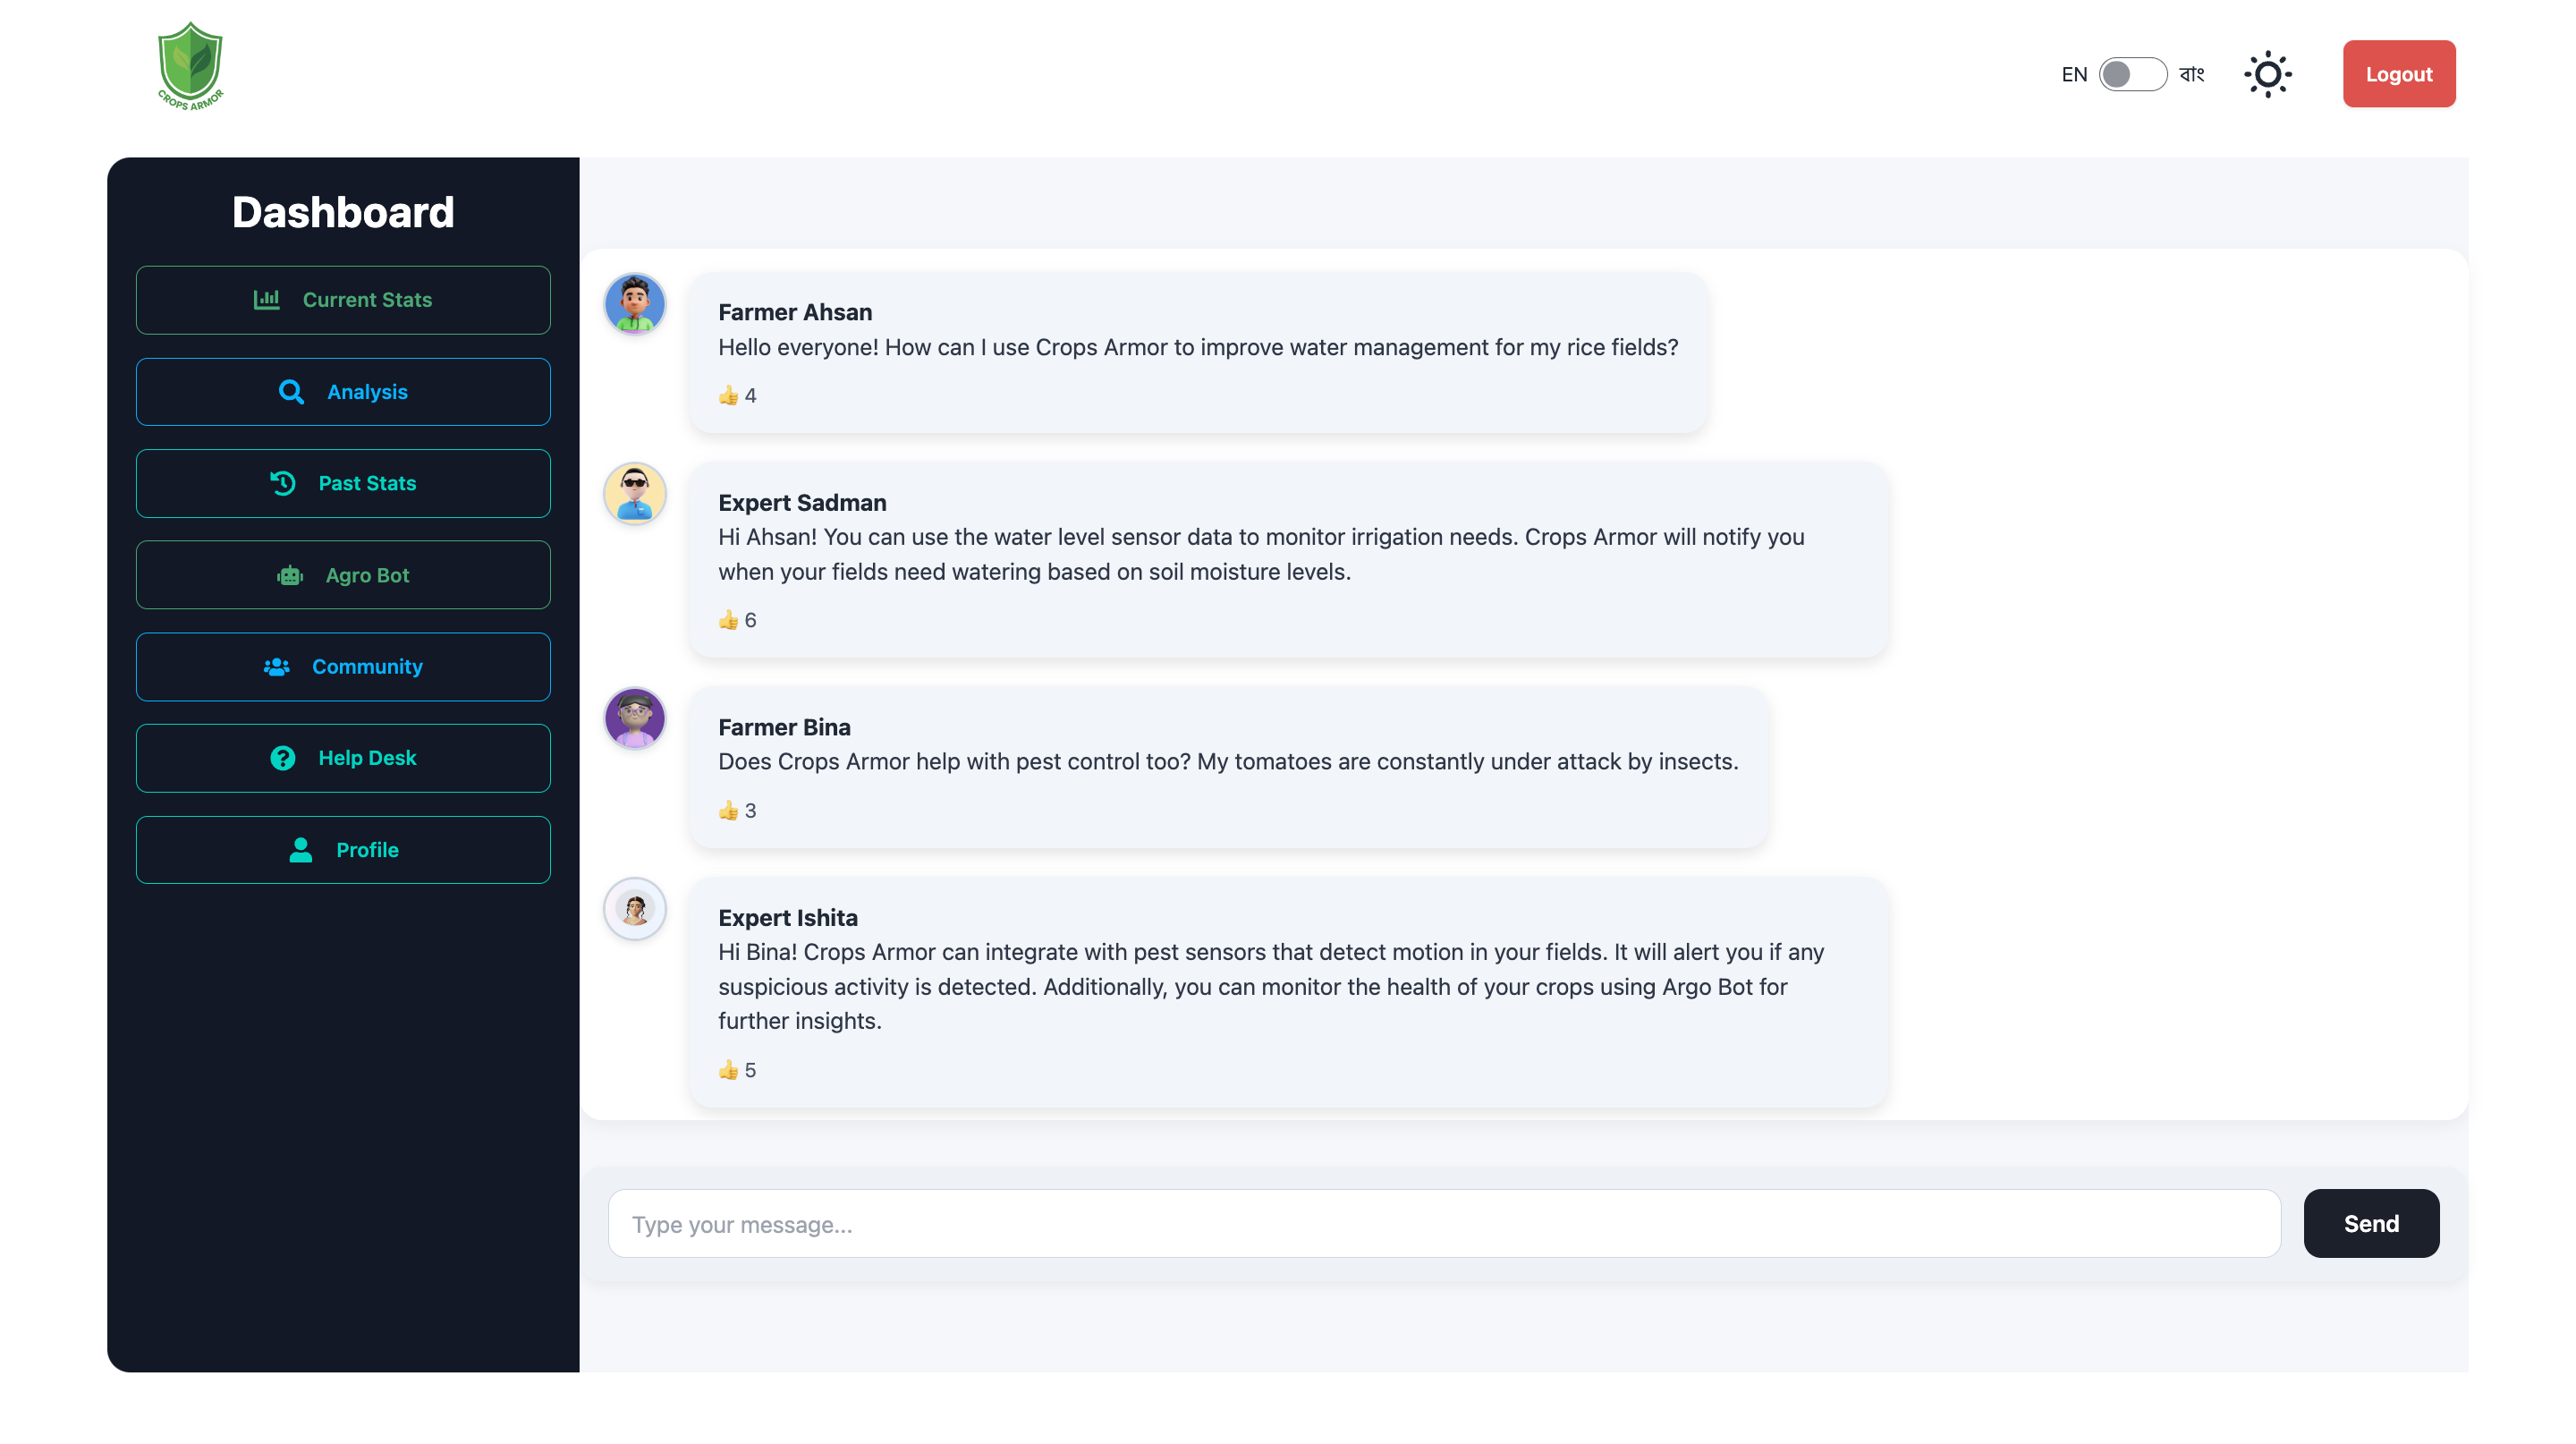 CROPS ARMOR
EN বাং
Logout
Dashboard
Current Stats
Analysis
Past Stats
Agro Bot
Community
Help Desk
Profile
Farmer Ahsan
Hello everyone! How can I use Crops Armor to improve water management for my rice fields?
👍 4
Expert Sadman
Hi Ahsan! You can use the water level sensor data to monitor irrigation needs. Crops Armor will notify you
when your fields need watering based on soil moisture levels.
👍 6
Farmer Bina
Does Crops Armor help with pest control too? My tomatoes are constantly under attack by insects.
👍 3
Expert Ishita
Hi Bina! Crops Armor can integrate with pest sensors that detect motion in your fields. It will alert you if any
suspicious activity is detected. Additionally, you can monitor the health of your crops using Argo Bot for
further insights.
👍 5
Type your message...
Send